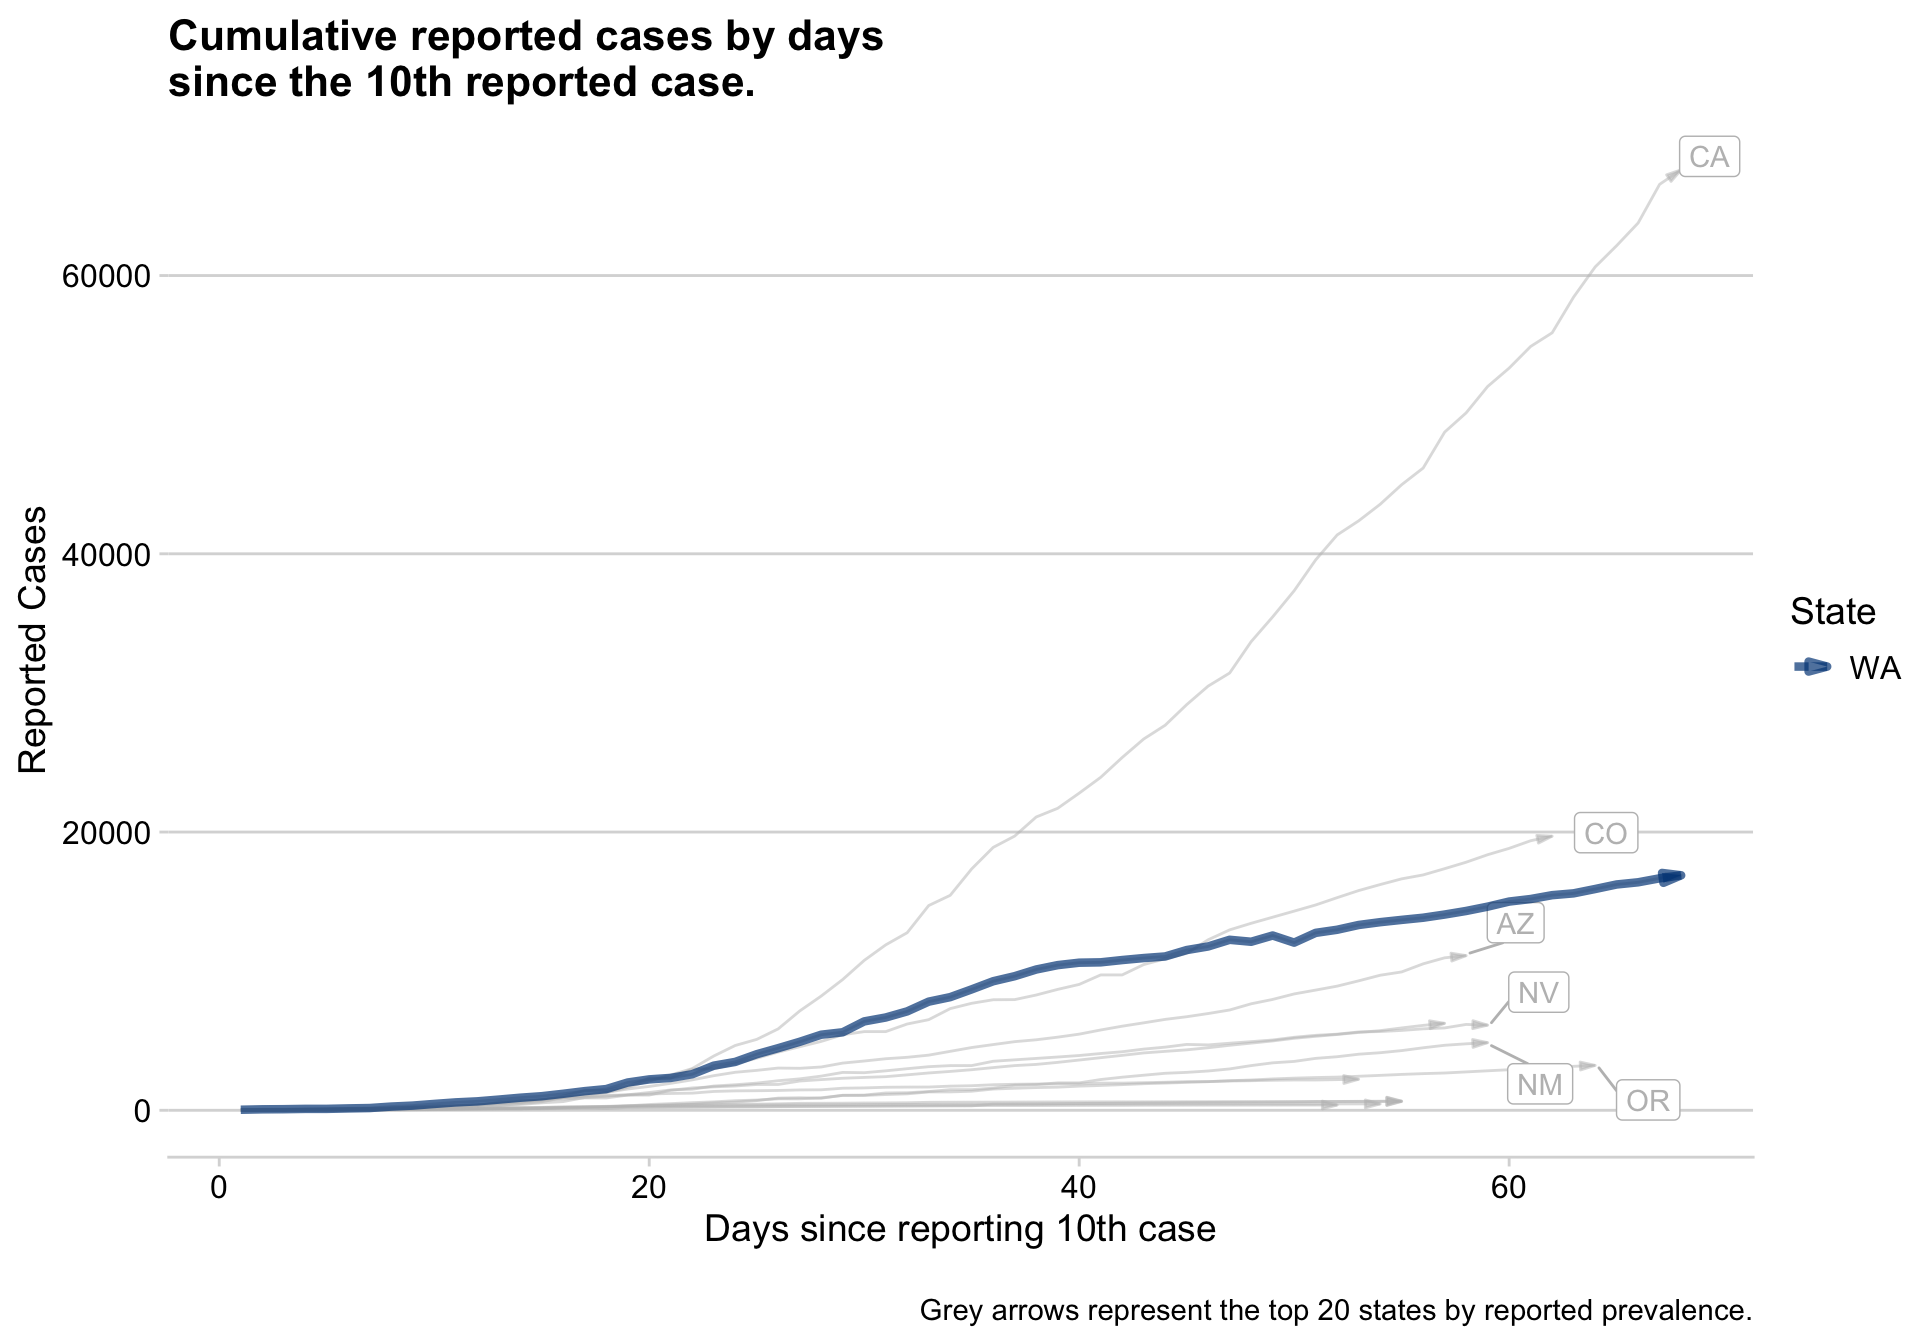 Cumulative reported cases by days
since the 10th reported case.
CA
60000
40000
20000
0
CO
AZ
NV
NM
OR
Reported Cases
State
WA
0 20 40 60
Days since reporting 10th case
Grey arrows represent the top 20 states by reported prevalence.